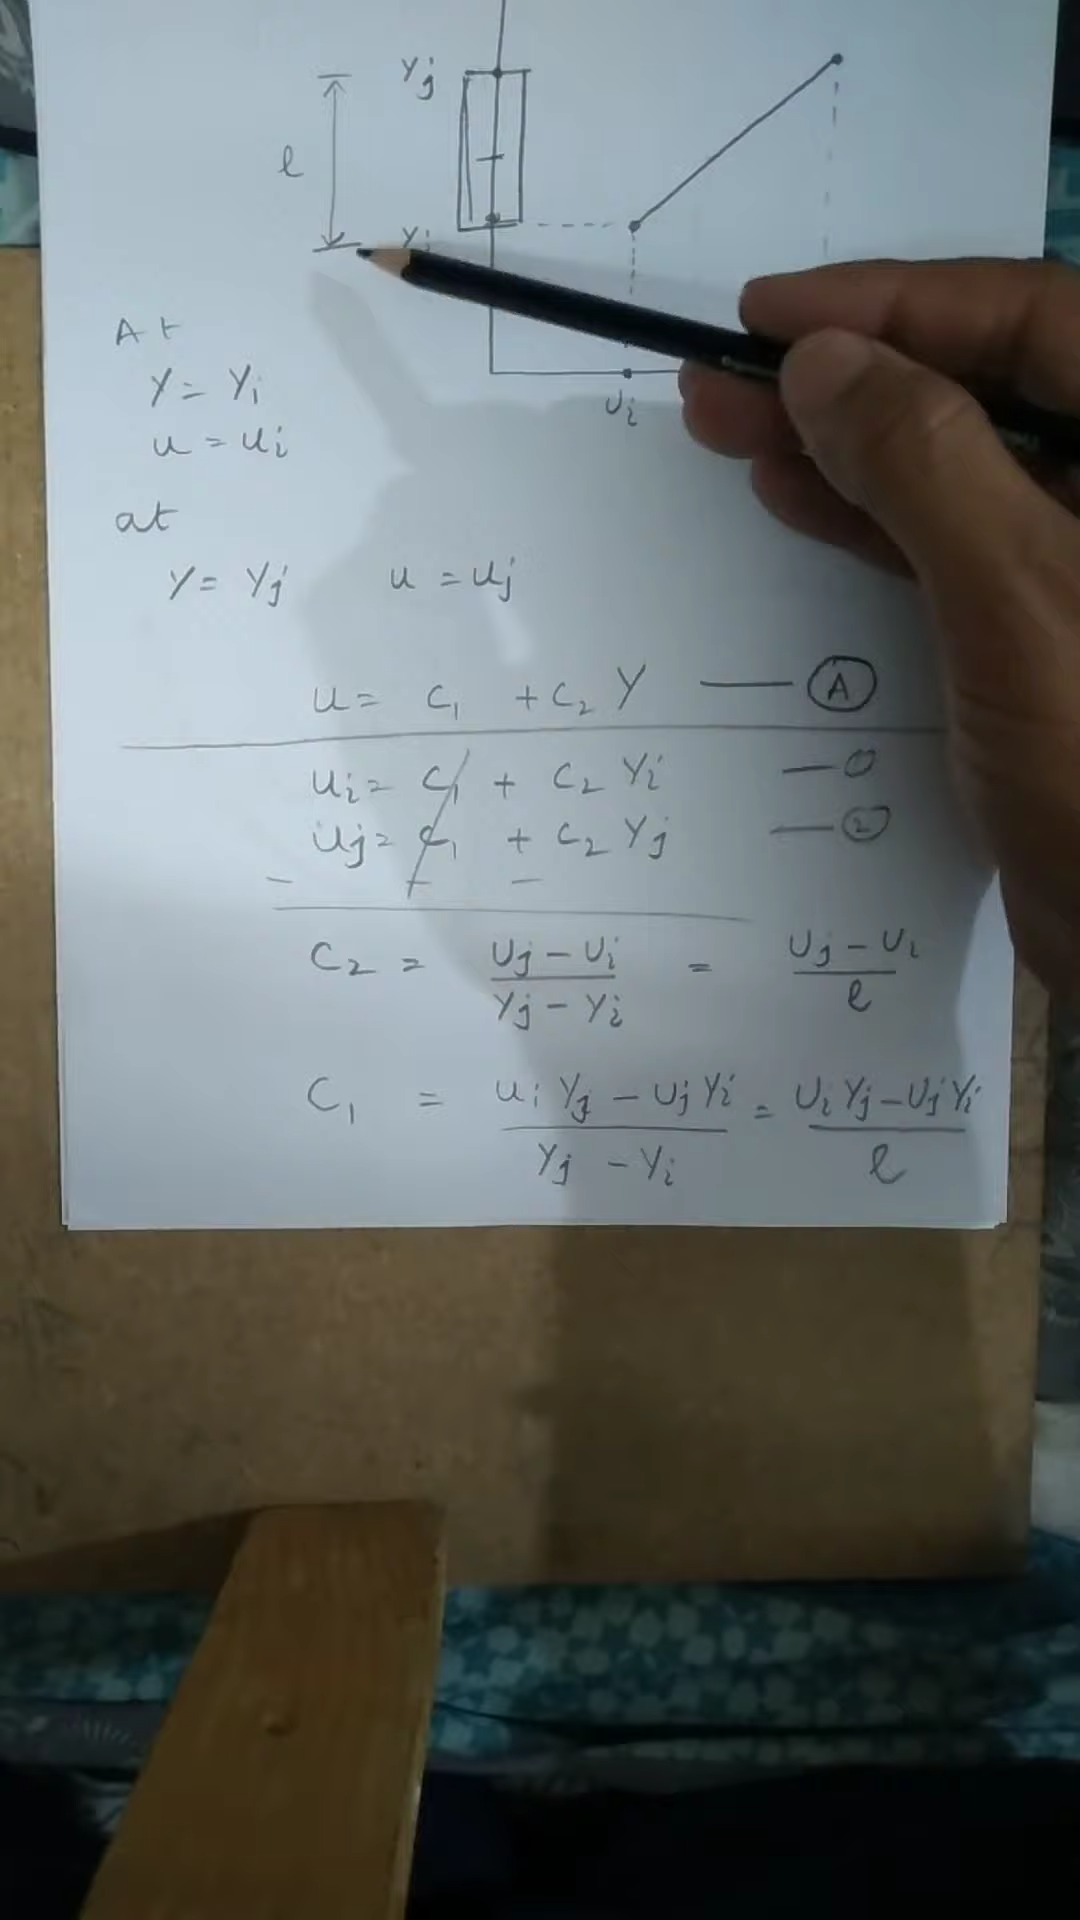 Yj
l
Yi
Ui
At
Y = Yi
u = ui
at
Y = Yj u = uj
u = C₁ + C₂ Y — (A)
ui = C₁ + C₂ Yi — ①
uj = C₁ + C₂ Yj — ②
− − −
C₂ = Uj − Ui / Yj − Yi = Uj − Ui / l
C₁ = ui Yj − Uj Yi / Yj − Yi = Ui Yj − Uj Yi / l